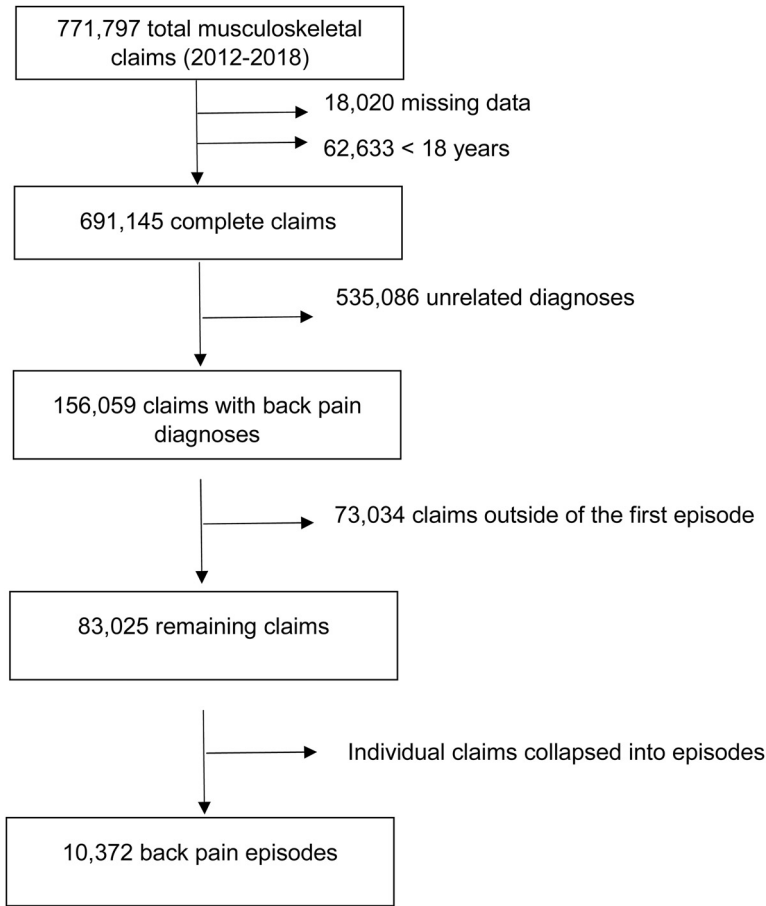 771,797 total musculoskeletal
claims (2012-2018)
18,020 missing data
62,633 < 18 years
691,145 complete claims
535,086 unrelated diagnoses
156,059 claims with back pain
diagnoses
73,034 claims outside of the first episode
83,025 remaining claims
Individual claims collapsed into episodes
10,372 back pain episodes